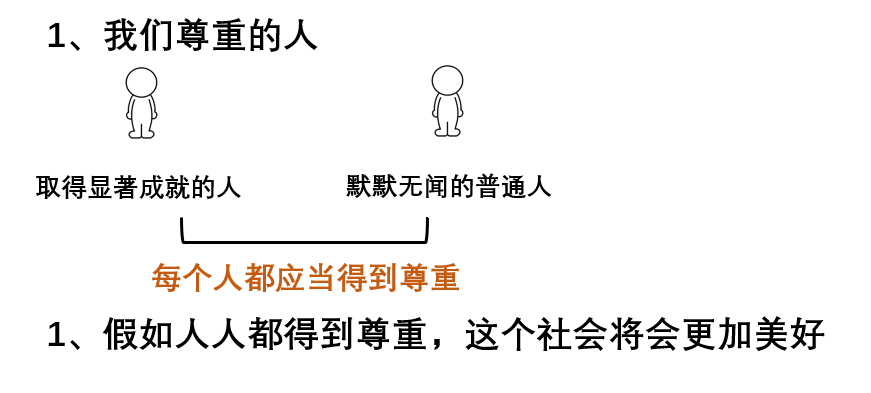 1、我们尊重的人
取得显著成就的人 默默无闻的普通人
每个人都应当得到尊重
1、假如人人都得到尊重，这个社会将会更加美好